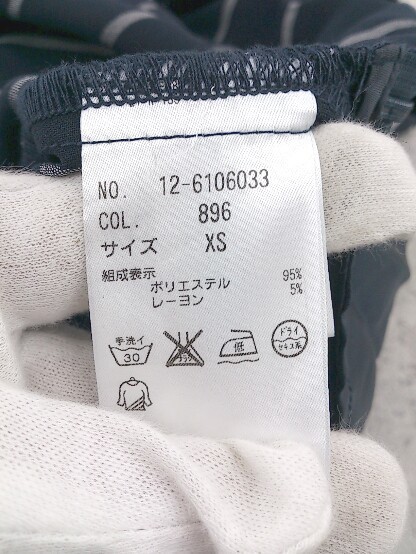 NO. 12-6106033
COL. 896
サイズ XS
組成表示
ポリエステル 95%
レーヨン 5%
手洗イ
30
低
ドライ
セキユ系